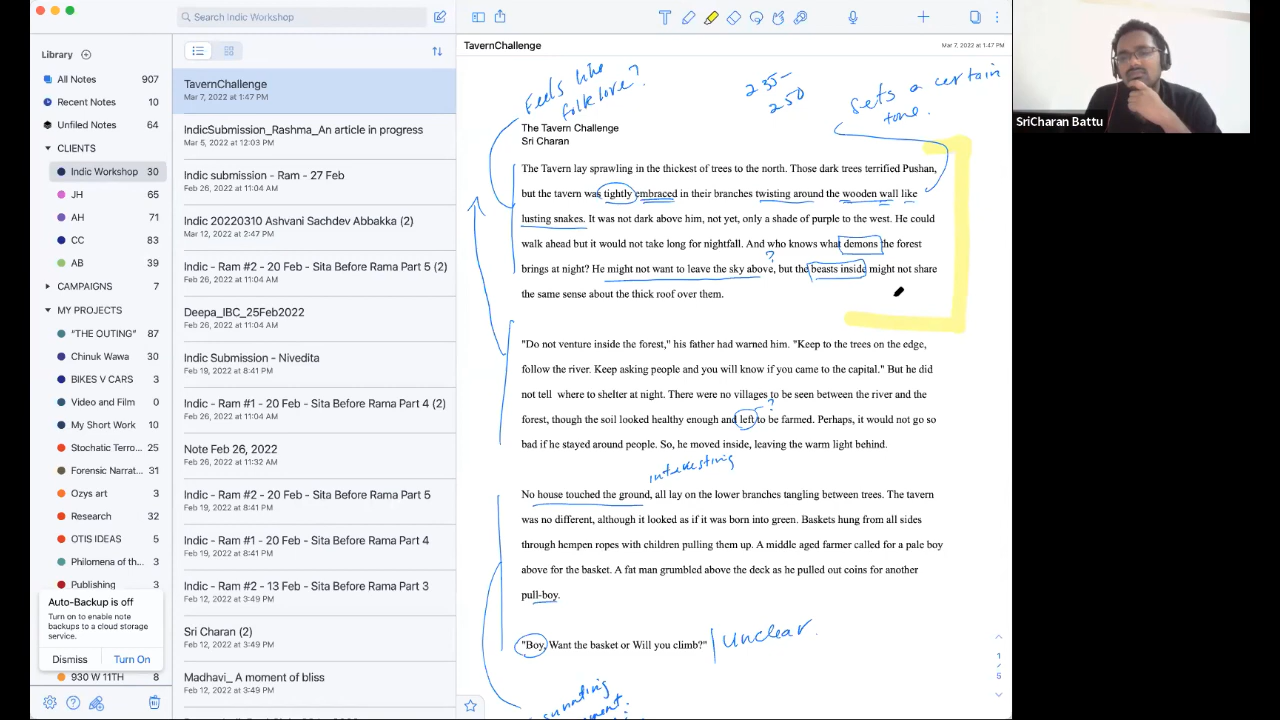 Search Indic Workshop
Library
All Notes 907
Recent Notes 10
Unfiled Notes 64
CLIENTS
Indic Workshop 30
JH 65
AH 71
CC 83
AB 39
CAMPAIGNS 7
MY PROJECTS
“THE OUTING” 87
Chinuk Wawa 30
BIKES V CARS 3
Video and Film 0
My Short Work 10
Stochatic Terro... 25
Forensic Narrat... 31
Ozys art 3
Research 32
OTIS IDEAS 5
Philomena of th...
Publishing
Auto-Backup is off
Turn on to enable note
backups to a cloud storage
service.
Dismiss Turn On
930 W 11TH 8
TavernChallenge
Mar 7, 2022 at 1:47 PM
IndicSubmission_Rashma_An article in progress
Mar 5, 2022 at 12:03 PM
Indic submission - Ram - 27 Feb
Feb 26, 2022 at 11:04 AM
Indic 20220310 Ashvani Sachdev Abbakka (2)
Mar 12, 2022 at 2:47 PM
Indic - Ram #2 - 20 Feb - Sita Before Rama Part 5 (2)
Feb 26, 2022 at 11:04 AM
Deepa_IBC_25Feb2022
Feb 26, 2022 at 11:04 AM
Indic Submission - Nivedita
Feb 19, 2022 at 8:41 PM
Indic - Ram #1 - 20 Feb - Sita Before Rama Part 4 (2)
Feb 26, 2022 at 11:04 AM
Note Feb 26, 2022
Feb 26, 2022 at 11:32 AM
Indic - Ram #2 - 20 Feb - Sita Before Rama Part 5
Feb 19, 2022 at 8:41 PM
Indic - Ram #1 - 20 Feb - Sita Before Rama Part 4
Feb 19, 2022 at 8:41 PM
Indic - Ram #2 - 13 Feb - Sita Before Rama Part 3
Feb 12, 2022 at 3:49 PM
Sri Charan (2)
Feb 12, 2022 at 3:49 PM
Madhavi_ A moment of bliss
Feb 12, 2022 at 3:49 PM
TavernChallenge
Mar 7, 2022 at 1:47 PM
Feels like
folklore?
235-
250
Sets a certain
tone.
The Tavern Challenge
Sri Charan
The Tavern lay sprawling in the thickest of trees to the north. Those dark trees terrified Pushan,
but the tavern was tightly embraced in their branches twisting around the wooden wall like
lusting snakes. It was not dark above him, not yet, only a shade of purple to the west. He could
walk ahead but it would not take long for nightfall. And who knows what demons the forest
?
brings at night? He might not want to leave the sky above, but the beasts inside might not share
the same sense about the thick roof over them.
"Do not venture inside the forest," his father had warned him. "Keep to the trees on the edge,
follow the river. Keep asking people and you will know if you came to the capital." But he did
not tell where to shelter at night. There were no villages to be seen between the river and the
?
forest, though the soil looked healthy enough and left to be farmed. Perhaps, it would not go so
bad if he stayed around people. So, he moved inside, leaving the warm light behind.
interesting
No house touched the ground, all lay on the lower branches tangling between trees. The tavern
was no different, although it looked as if it was born into green. Baskets hung from all sides
through hempen ropes with children pulling them up. A middle aged farmer called for a pale boy
above for the basket. A fat man grumbled above the deck as he pulled out coins for another
pull-boy.
"Boy, Want the basket or Will you climb?" unclear.
1
/
5
SriCharan Battu